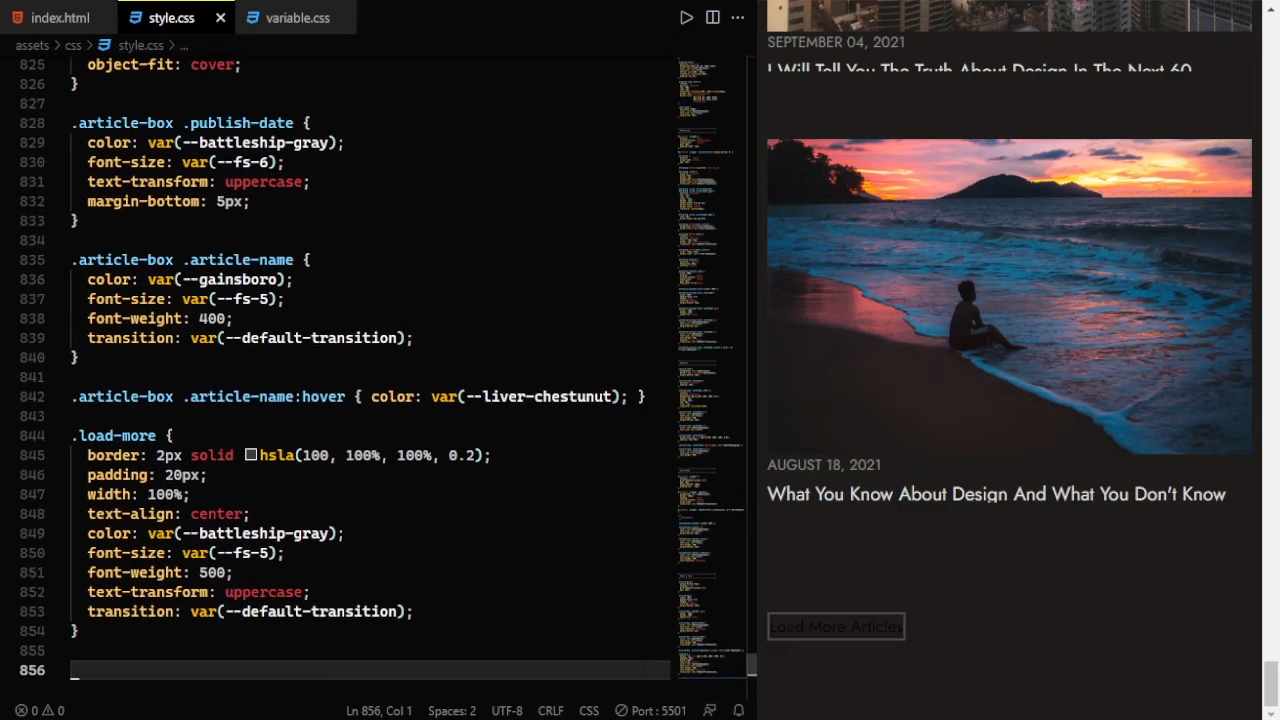 index.html
style.css
variable.css
assets > css > style.css > ...
825 object-fit: cover;
826 }
827
828 .article-box .publish-date {
829 color: var(--battleship-gray);
830 font-size: var(--fs-6);
831 text-transform: uppercase;
832 margin-bottom: 5px;
833 }
834
835 .article-box .article-name {
836 color: var(--gainsboro);
837 font-size: var(--fs-5);
838 font-weight: 400;
839 transition: var(--default-transition);
840 }
841
842 .article-box .article-name:hover { color: var(--liver-chestunut); }
843
844 .load-more {
845 border: 2px solid hsla(100, 100%, 100%, 0.2);
846 padding: 20px;
847 width: 100%;
848 text-align: center;
849 color: var(--battleship-gray);
850 font-size: var(--fs-5);
851 font-weight: 500;
852 text-transform: uppercase;
853 transition: var(--default-transition);
854 }
855
856
0 0
Ln 856, Col 1 Spaces: 2 UTF-8 CRLF CSS Port : 5501
SEPTEMBER 04, 2021
I Will Tell You The Truth About Design In The Next 60
AUGUST 18, 2021
What You Know About Design And What You Don't Know
Load More Articles